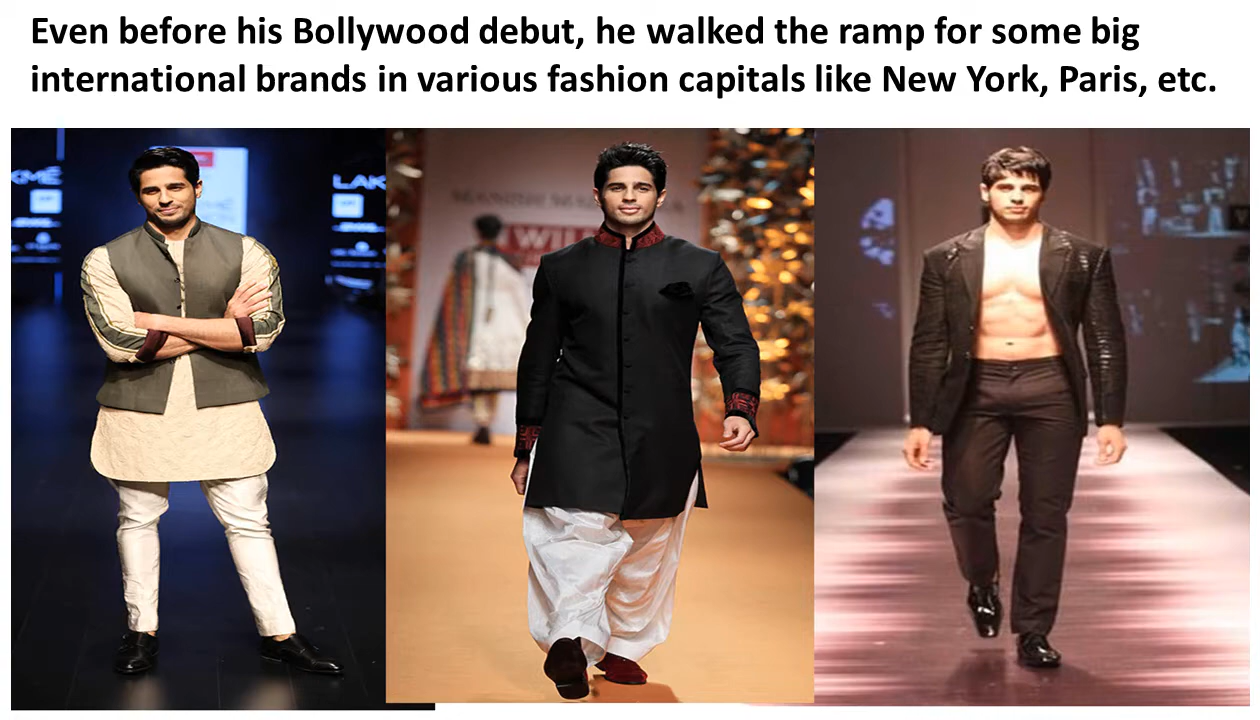 Even before his Bollywood debut, he walked the ramp for some big
international brands in various fashion capitals like New York, Paris, etc.